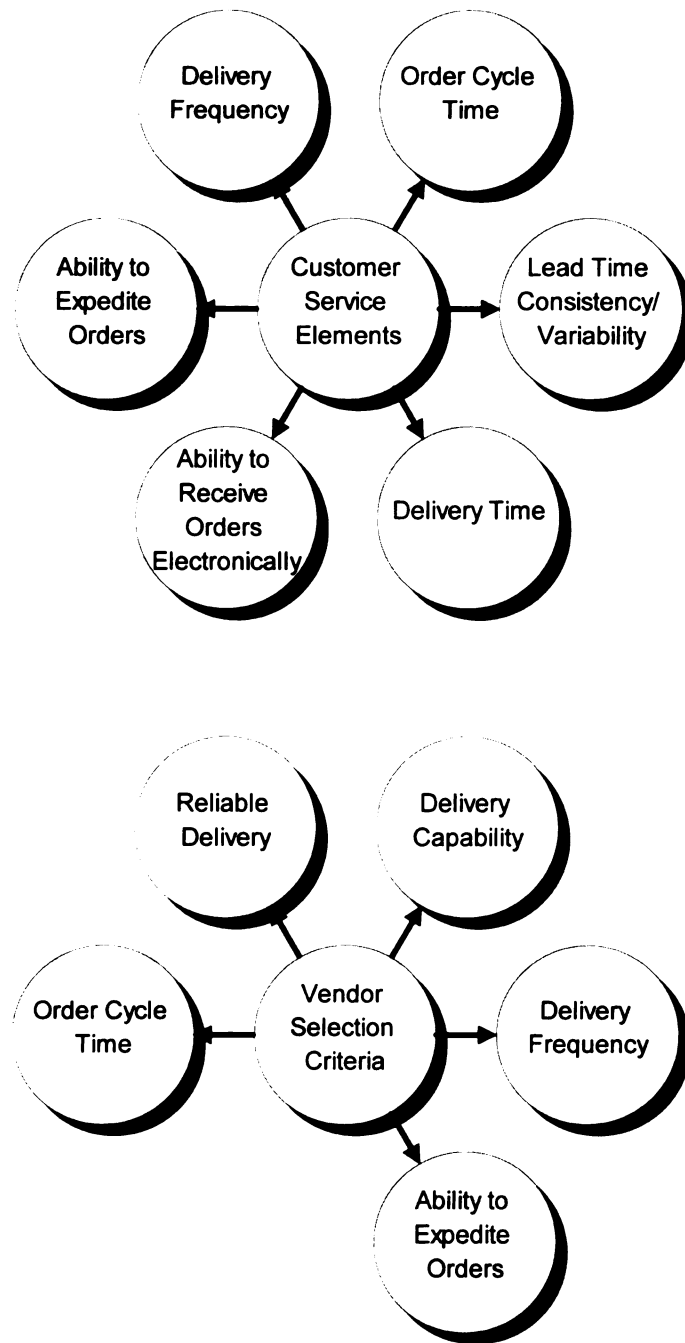 Delivery
Frequency
Order Cycle
Time
Ability to
Expedite
Orders
Customer
Service
Elements
Lead Time
Consistency/
Variability
Ability to
Receive
Orders
Electronically
Delivery Time
Reliable
Delivery
Delivery
Capability
Order Cycle
Time
Vendor
Selection
Criteria
Delivery
Frequency
Ability to
Expedite
Orders